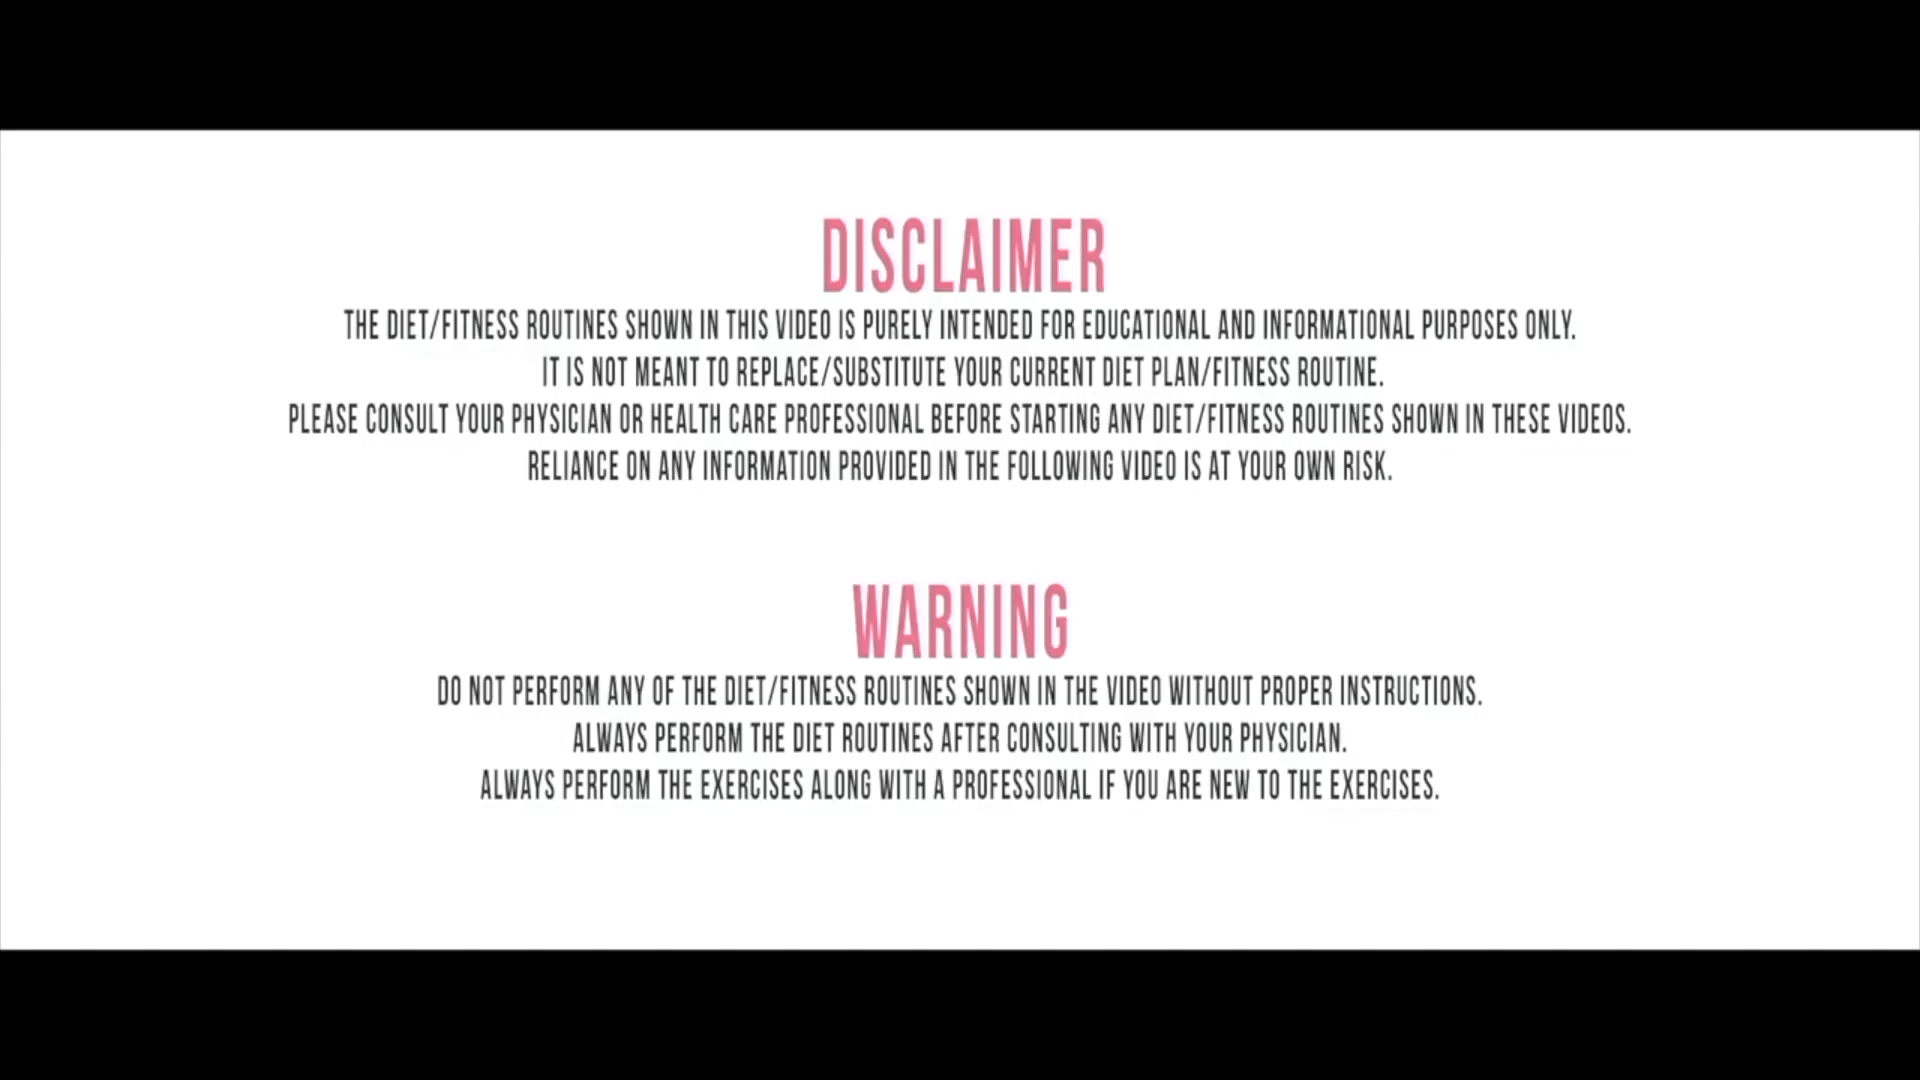 DISCLAIMER
THE DIET/FITNESS ROUTINES SHOWN IN THIS VIDEO IS PURELY INTENDED FOR EDUCATIONAL AND INFORMATIONAL PURPOSES ONLY.
IT IS NOT MEANT TO REPLACE/SUBSTITUTE YOUR CURRENT DIET PLAN/FITNESS ROUTINE.
PLEASE CONSULT YOUR PHYSICIAN OR HEALTH CARE PROFESSIONAL BEFORE STARTING ANY DIET/FITNESS ROUTINES SHOWN IN THESE VIDEOS.
RELIANCE ON ANY INFORMATION PROVIDED IN THE FOLLOWING VIDEO IS AT YOUR OWN RISK.
WARNING
DO NOT PERFORM ANY OF THE DIET/FITNESS ROUTINES SHOWN IN THE VIDEO WITHOUT PROPER INSTRUCTIONS.
ALWAYS PERFORM THE DIET ROUTINES AFTER CONSULTING WITH YOUR PHYSICIAN.
ALWAYS PERFORM THE EXERCISES ALONG WITH A PROFESSIONAL IF YOU ARE NEW TO THE EXERCISES.